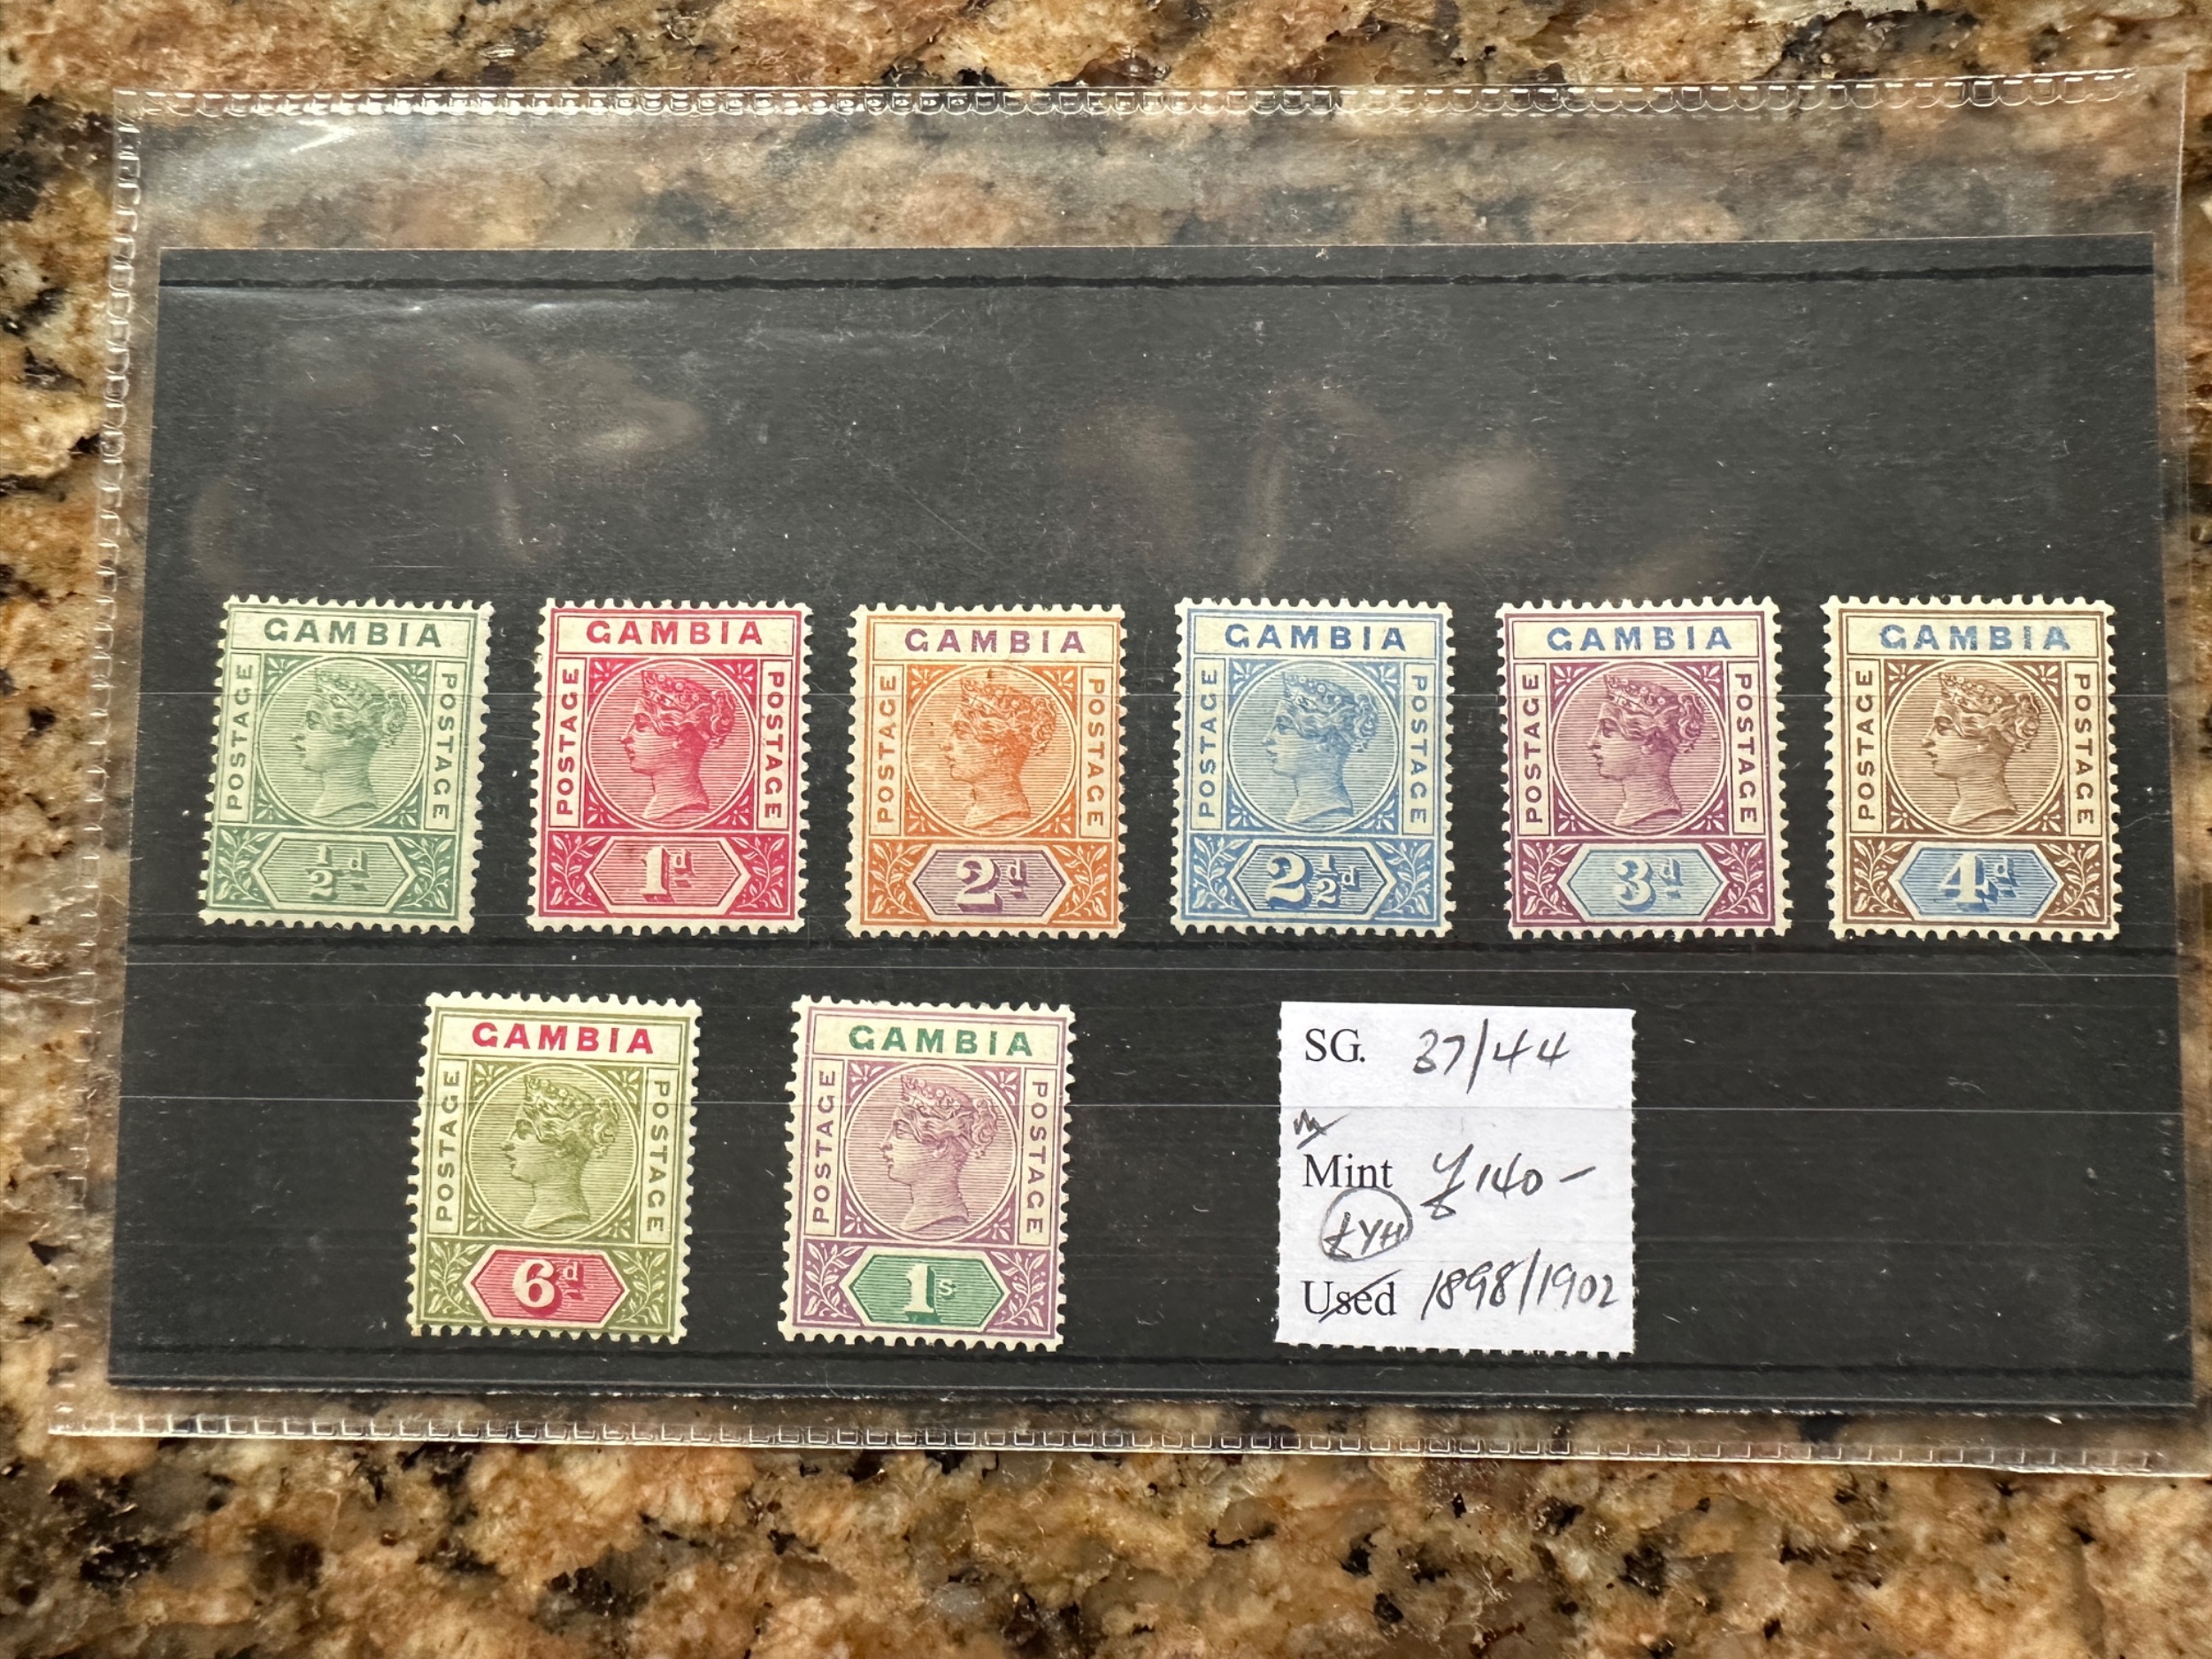 GAMBIA
POSTAGE POSTAGE
½d
GAMBIA
POSTAGE POSTAGE
1d
GAMBIA
POSTAGE POSTAGE
2d
GAMBIA
POSTAGE POSTAGE
2½d
GAMBIA
POSTAGE POSTAGE
3d
GAMBIA
POSTAGE POSTAGE
4d
GAMBIA
POSTAGE POSTAGE
6d
GAMBIA
POSTAGE POSTAGE
1s
SG. 37/44
Mint £140-
Used 1898/1902